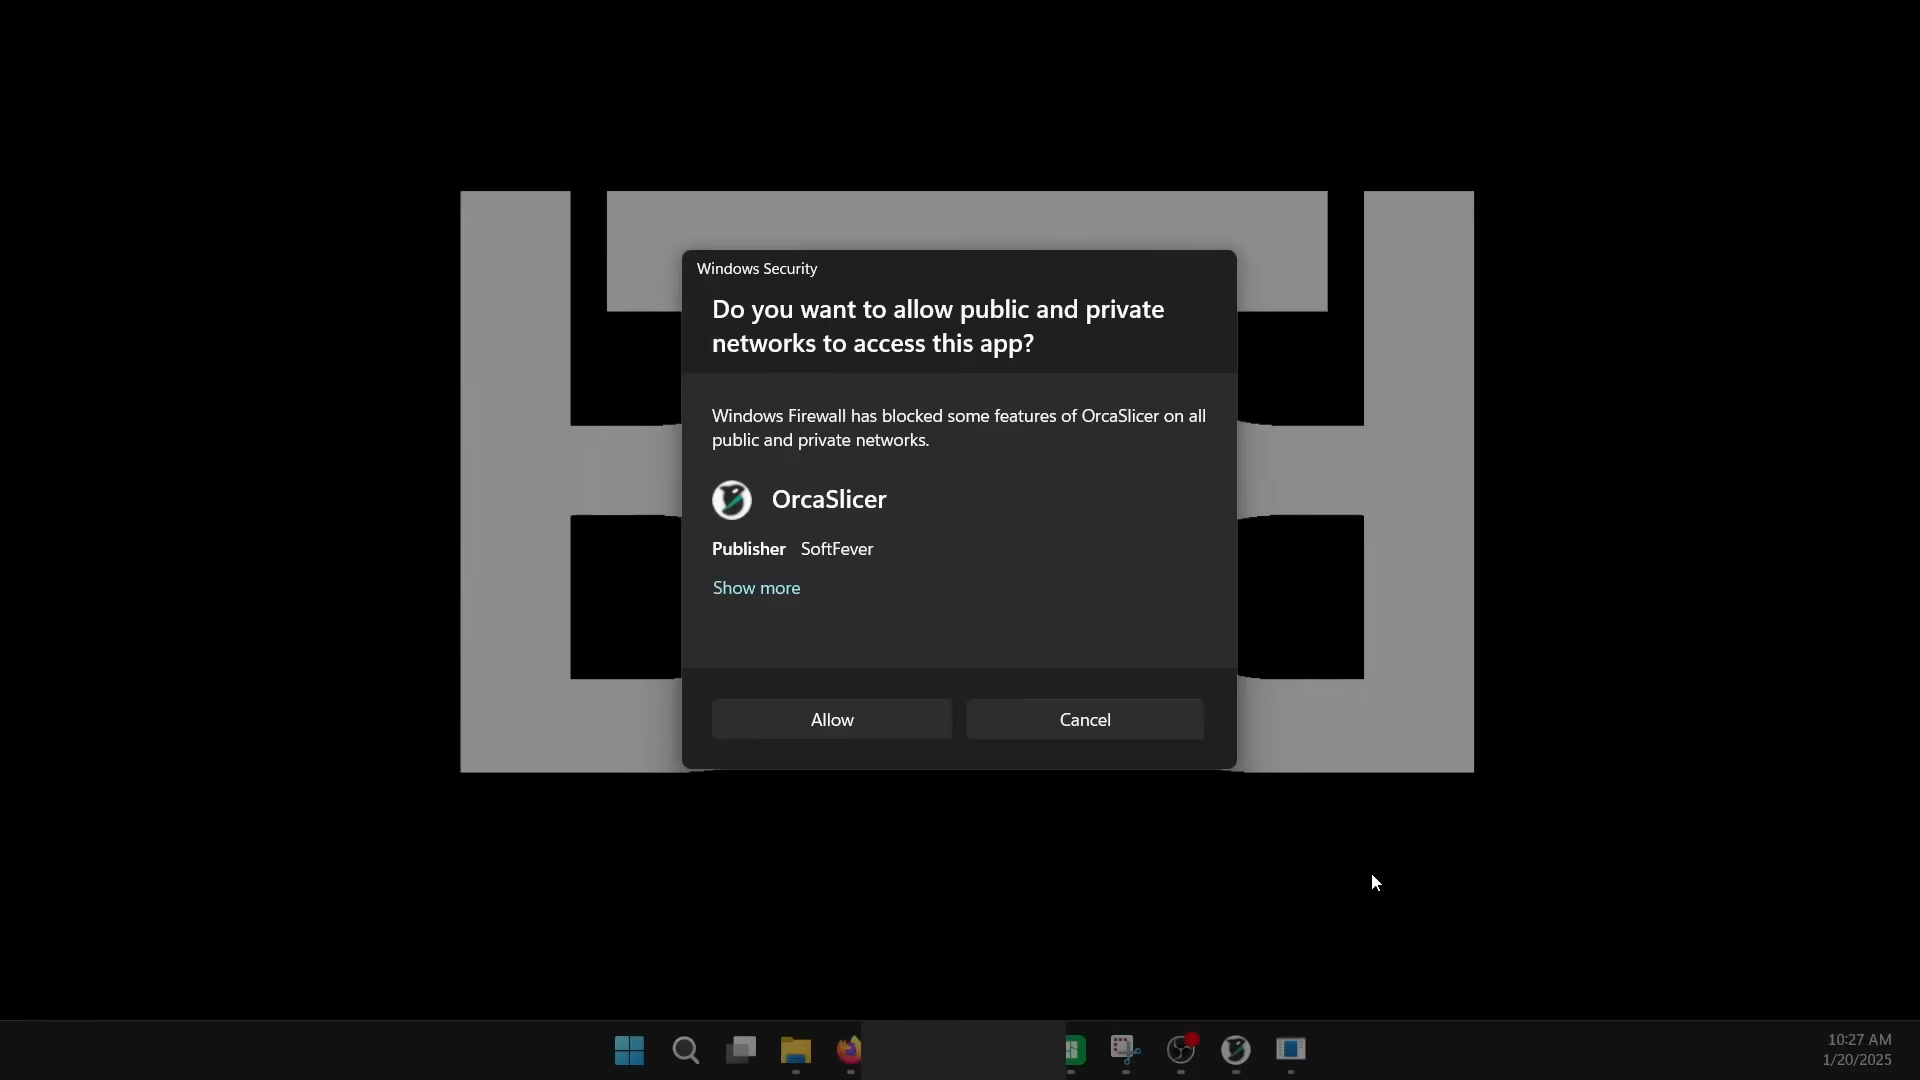 Windows Security
Do you want to allow public and private
networks to access this app?
Windows Firewall has blocked some features of OrcaSlicer on all
public and private networks.
OrcaSlicer
Publisher SoftFever
Show more
Allow Cancel
10:27 AM
1/20/2025